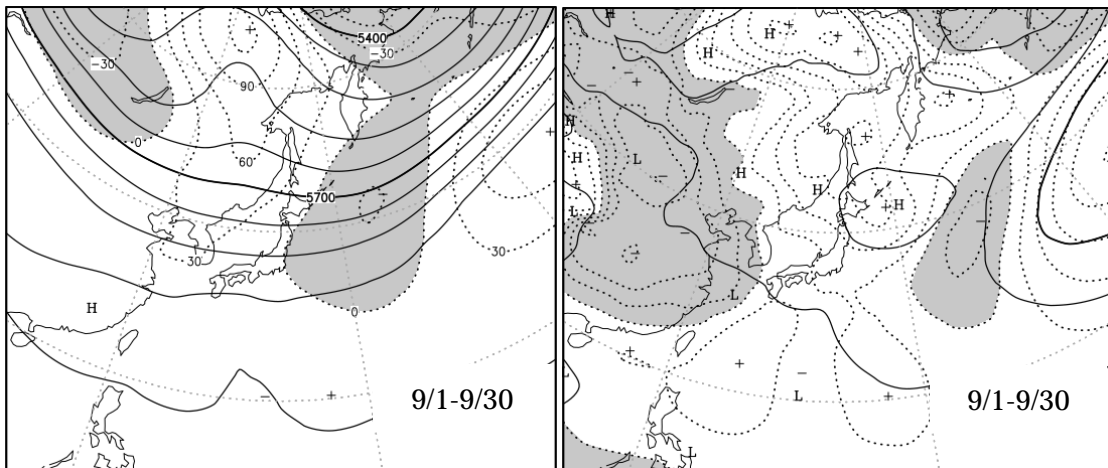 5400
-30
-30
90
0
60
5700
30
30
H
0
+
-
+
+
-
9/1-9/30
H
H
H
+
+
+
-
+
+
H
-
H
L
-
H
H
+
H
L
+
-
-
-
L
+
+
-
L
+
L
9/1-9/30